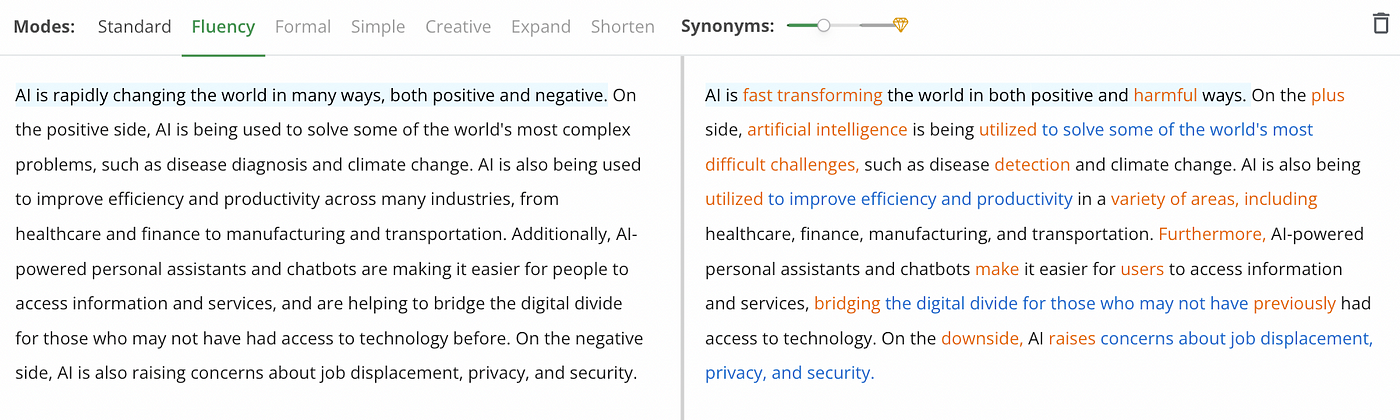 Modes: Standard Fluency Formal Simple Creative Expand Shorten Synonyms:
AI is rapidly changing the world in many ways, both positive and negative. On
the positive side, AI is being used to solve some of the world's most complex
problems, such as disease diagnosis and climate change. AI is also being used
to improve efficiency and productivity across many industries, from
healthcare and finance to manufacturing and transportation. Additionally, AI-
powered personal assistants and chatbots are making it easier for people to
access information and services, and are helping to bridge the digital divide
for those who may not have had access to technology before. On the negative
side, AI is also raising concerns about job displacement, privacy, and security.
AI is fast transforming the world in both positive and harmful ways. On the plus
side, artificial intelligence is being utilized to solve some of the world's most
difficult challenges, such as disease detection and climate change. AI is also being
utilized to improve efficiency and productivity in a variety of areas, including
healthcare, finance, manufacturing, and transportation. Furthermore, AI-powered
personal assistants and chatbots make it easier for users to access information
and services, bridging the digital divide for those who may not have previously had
access to technology. On the downside, AI raises concerns about job displacement,
privacy, and security.